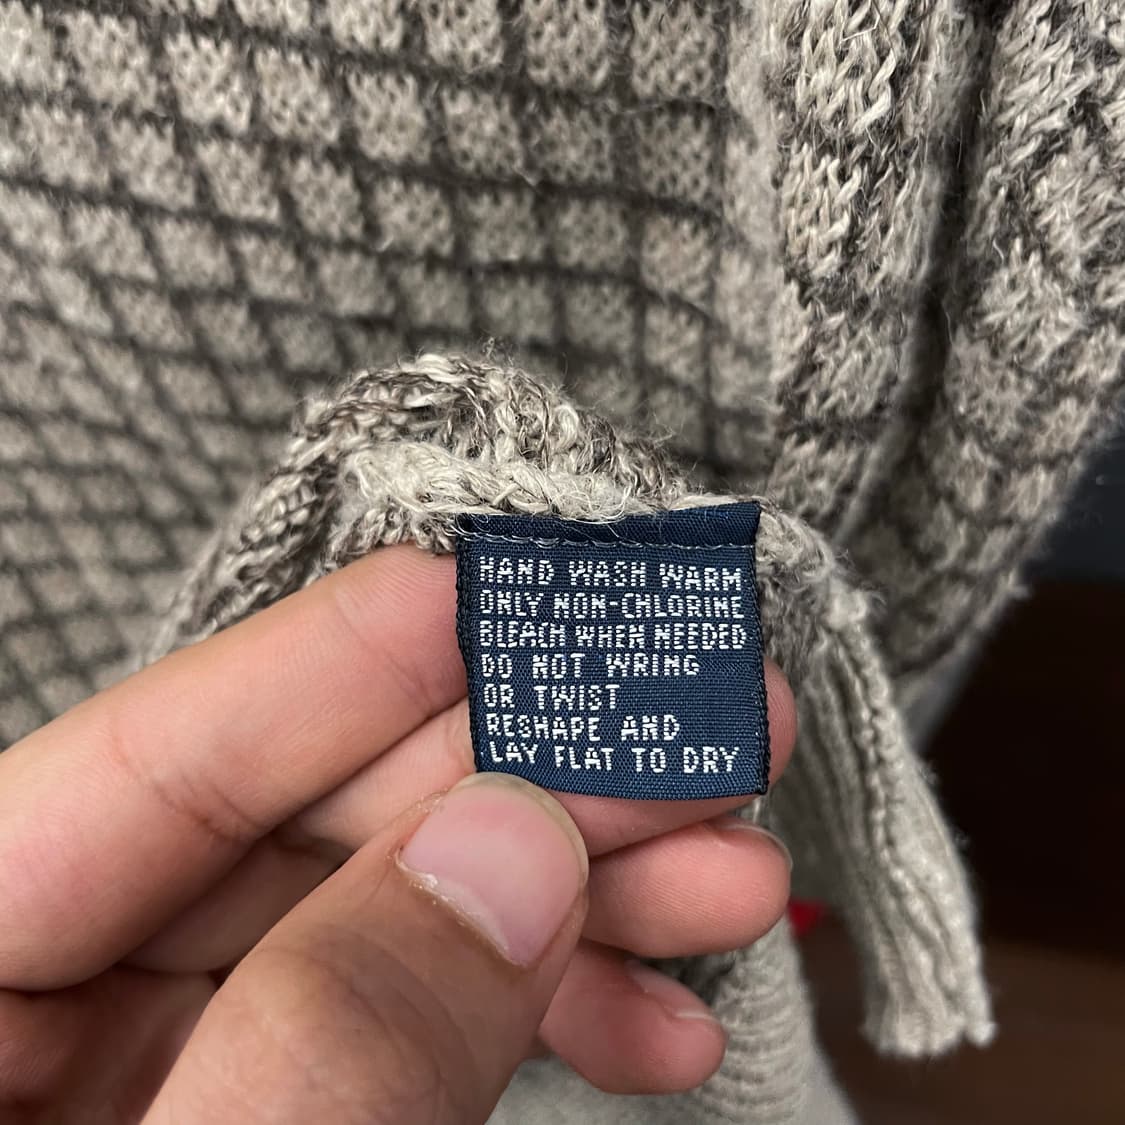 HAND WASH WARM
ONLY NON-CHLORINE
BLEACH WHEN NEEDED
DO NOT WRING
OR TWIST
RESHAPE AND
LAY FLAT TO DRY